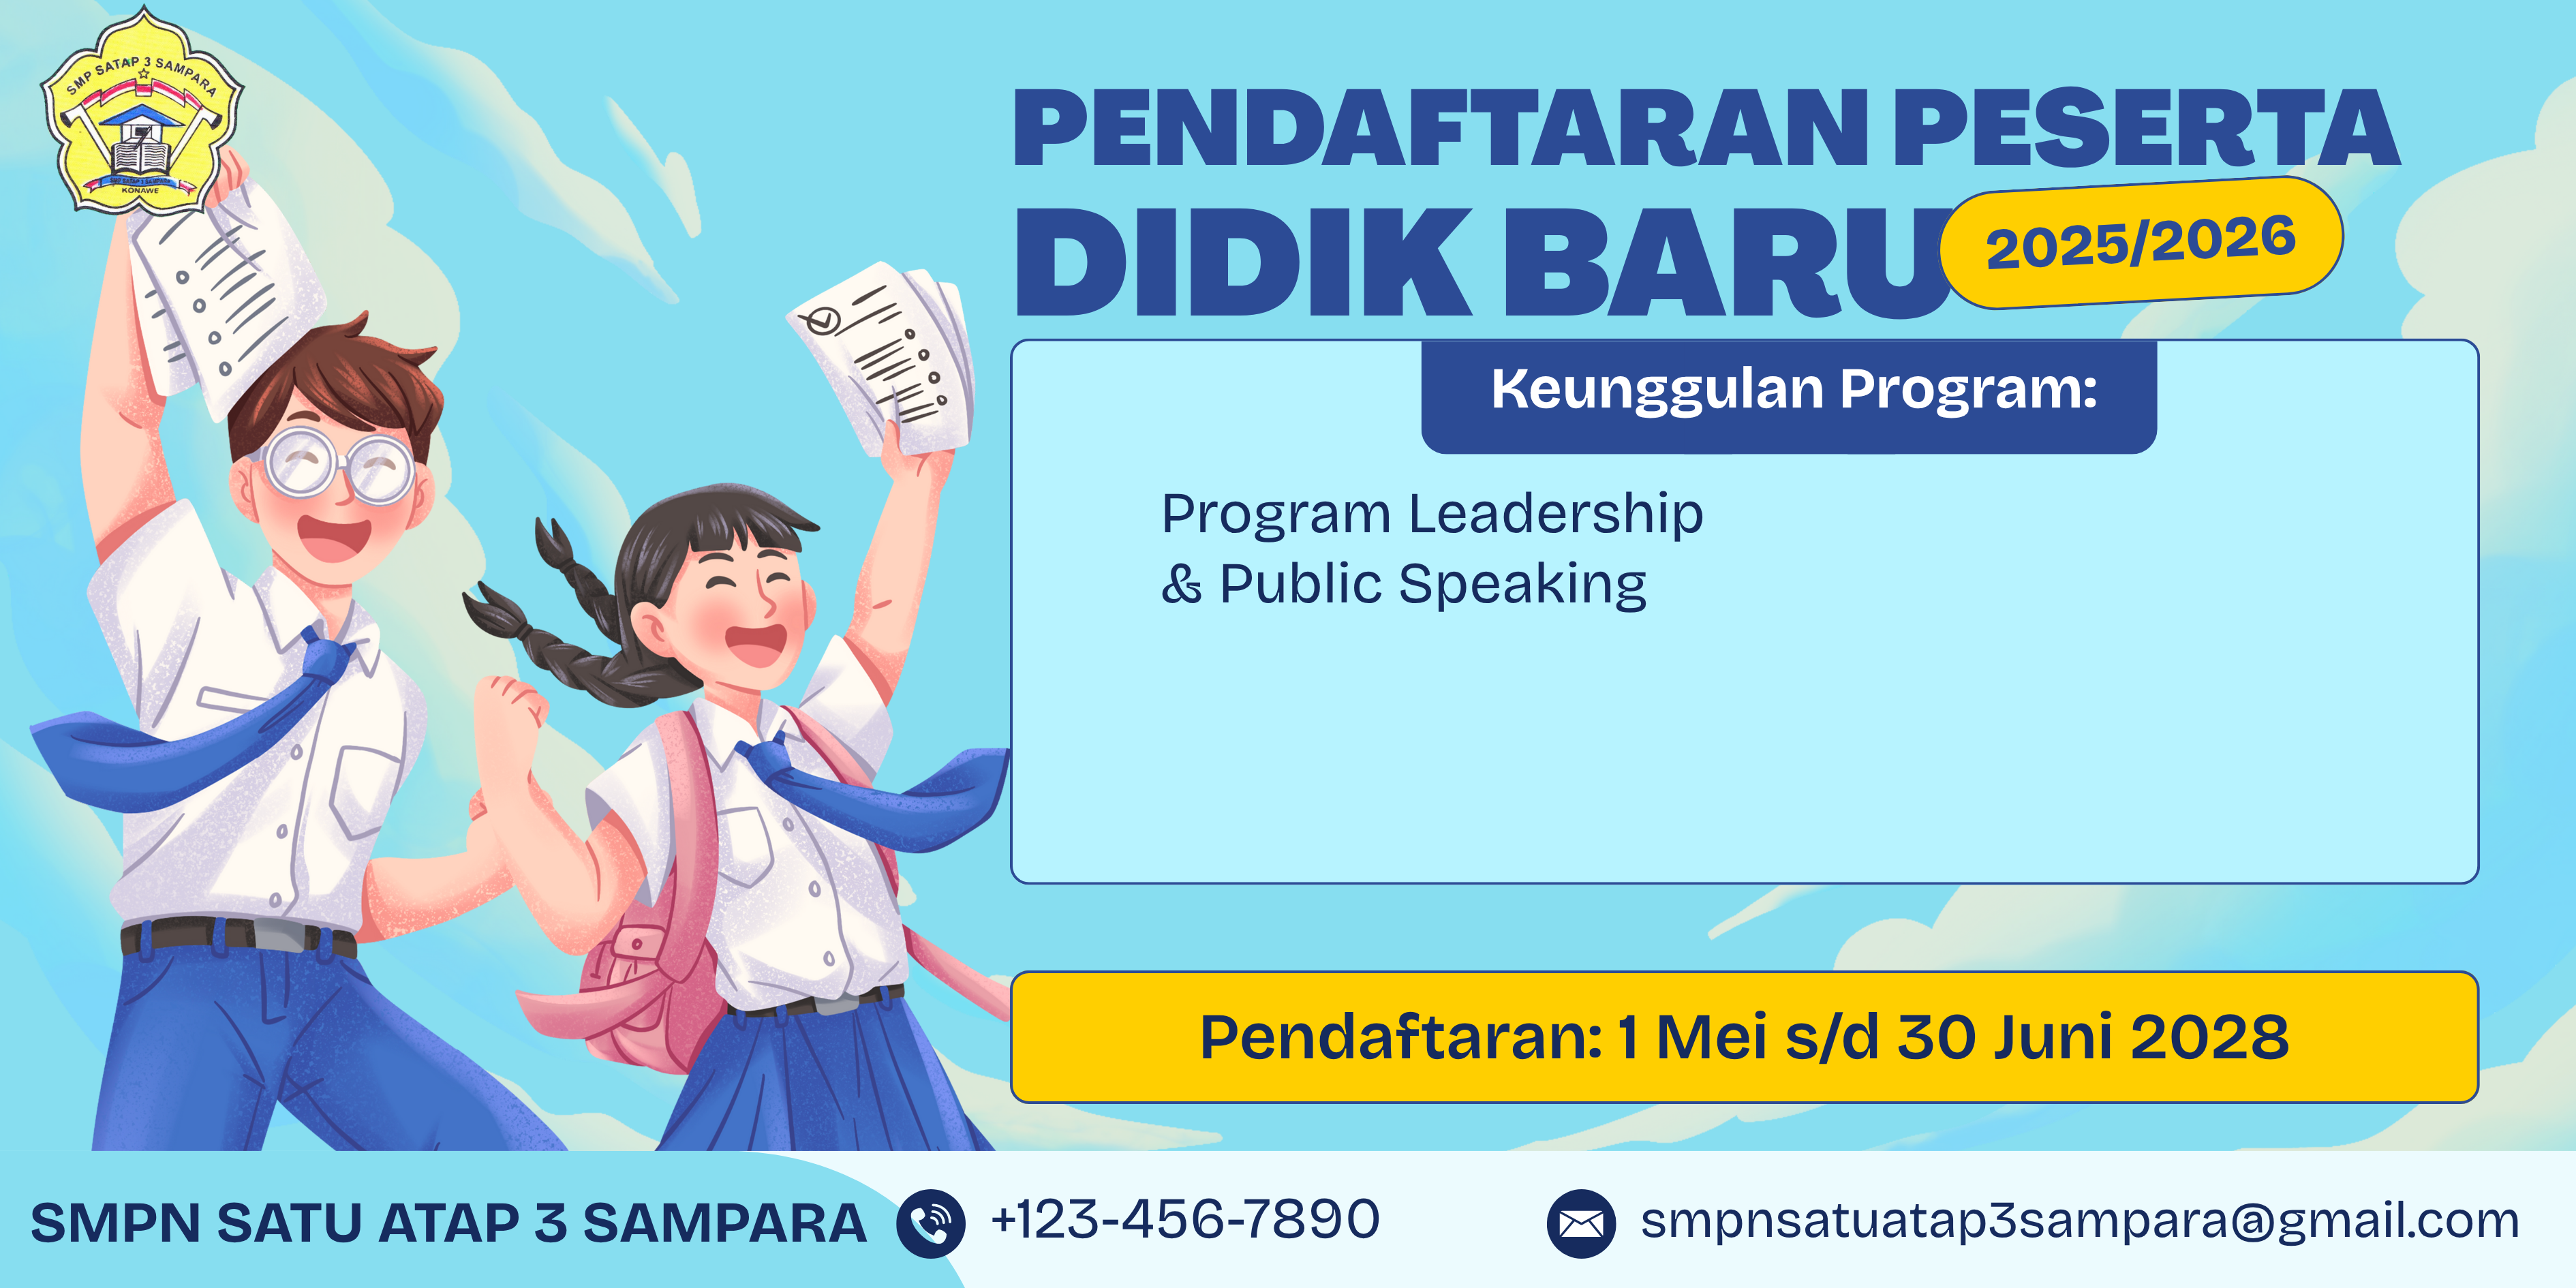 SMP SATAP 3 SAMPARA
KONAWE
PENDAFTARAN PESERTA
DIDIK BARU
2025/2026
Keunggulan Program:
Program Leadership
& Public Speaking
Pendaftaran: 1 Mei s/d 30 Juni 2028
SMPN SATU ATAP 3 SAMPARA
+123-456-7890
smpnsatuatap3sampara@gmail.com